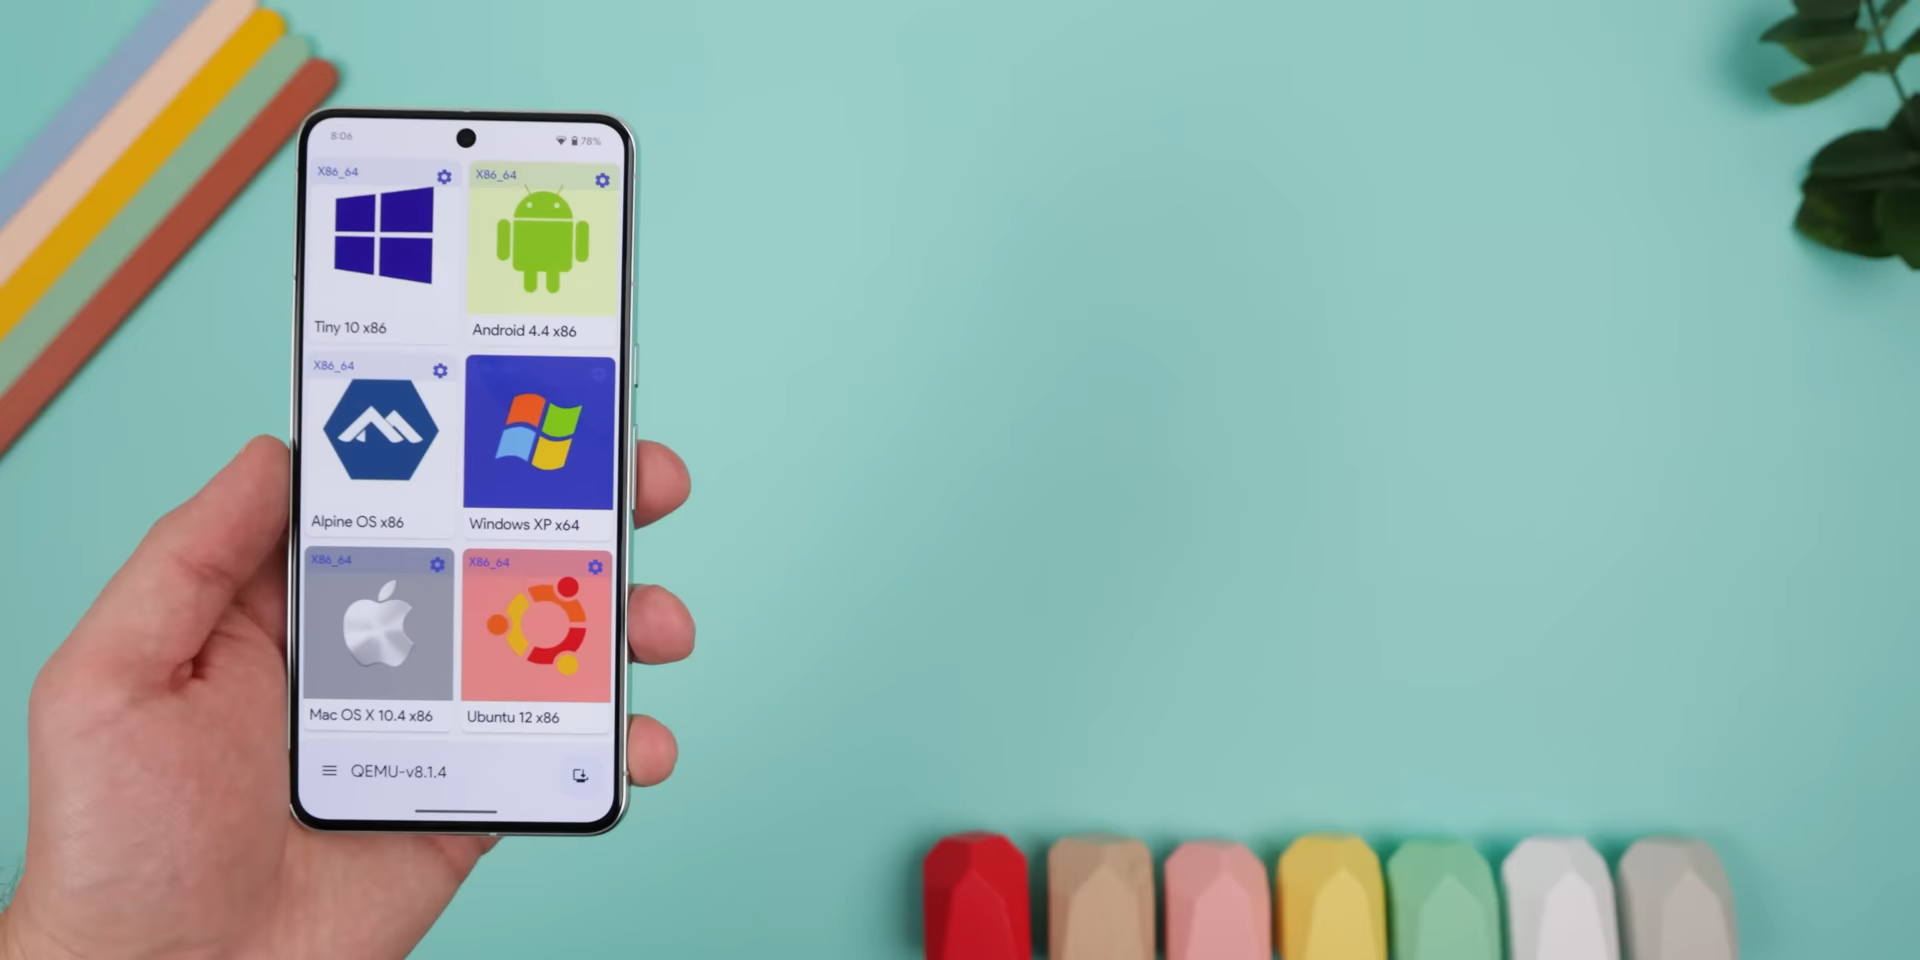 8:06
78%
X86_64
X86_64
Tiny 10 x86
Android 4.4 x86
X86_64
Alpine OS x86
Windows XP x64
X86_64
X86_64
Mac OS X 10.4 x86
Ubuntu 12 x86
QEMU-v8.1.4